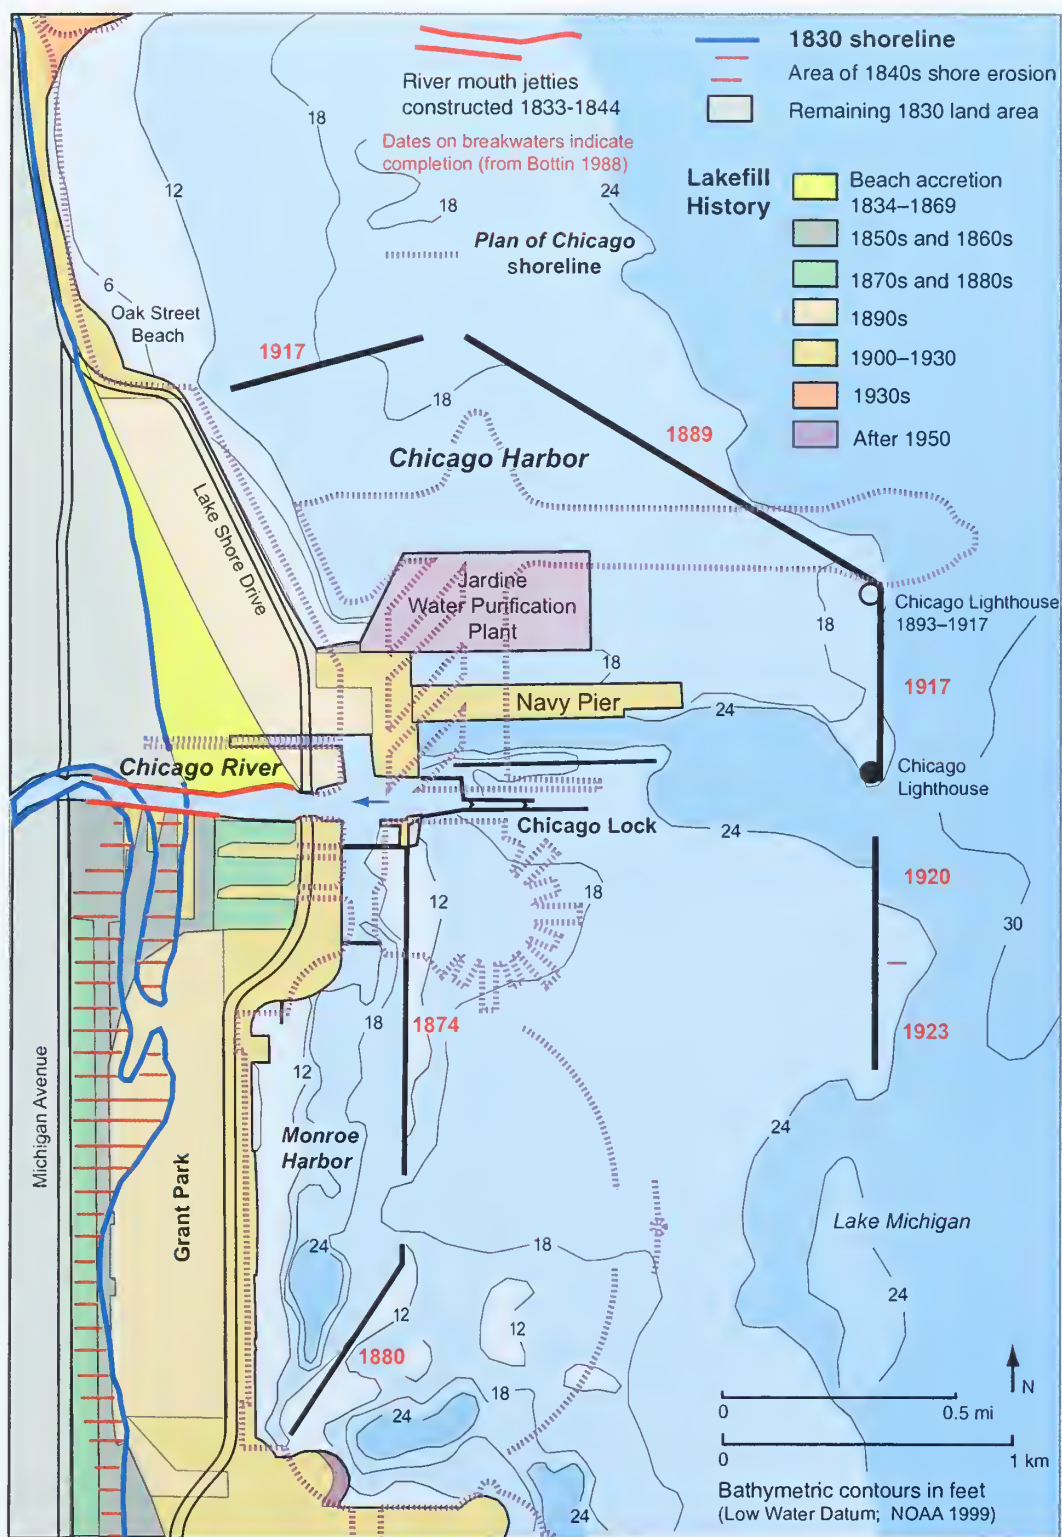 River mouth jetties
constructed 1833-1844
Dates on breakwaters indicate
completion (from Bottin 1988)
Plan of Chicago
shoreline
1830 shoreline
Area of 1840s shore erosion
Remaining 1830 land area
Lakefill
History
Beach accretion
1834–1869
1850s and 1860s
1870s and 1880s
1890s
1900–1930
1930s
After 1950
18
12
18
24
6
Oak Street
Beach
1917
18
18
1889
Chicago Harbor
Lake Shore Drive
Jardine
Water Purification
Plant
Chicago Lighthouse
1893–1917
18
18
1917
Navy Pier
24
Chicago River
Chicago
Lighthouse
Chicago Lock
24
1920
12
18
30
18
1874
1923
12
Michigan Avenue
Monroe
Harbor
24
Grant Park
Lake Michigan
24
18
24
12
12
1880
18
24
24
N
0
0.5 mi
0
1 km
Bathymetric contours in feet
(Low Water Datum; NOAA 1999)